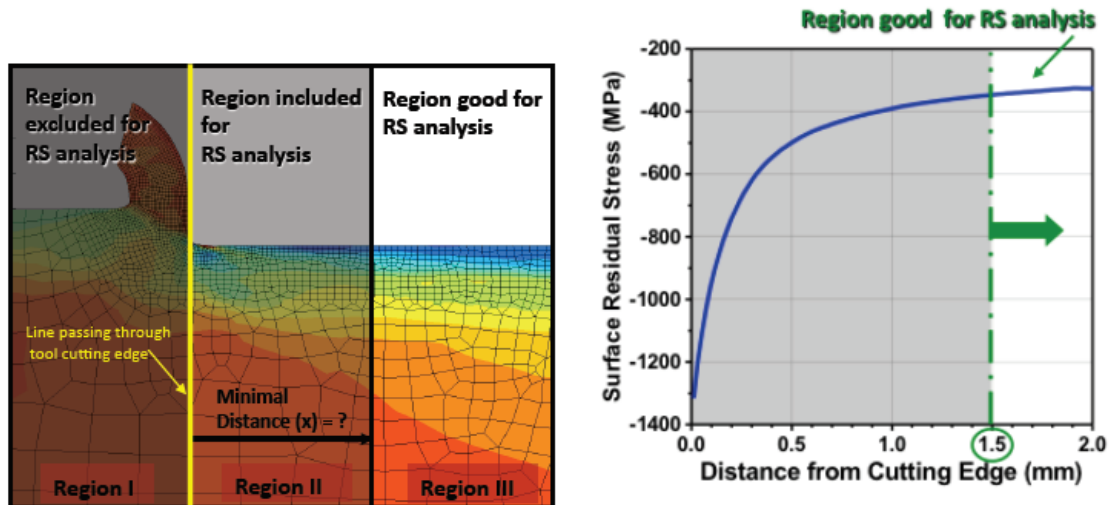 Region
excluded for
RS analysis
Region included
for
RS analysis
Region good for
RS analysis
Line passing through
tool cutting edge
Minimal
Distance (x) = ?
Region I
Region II
Region III
Region good for RS analysis
Surface Residual Stress (MPa)
-200
-400
-600
-800
-1000
-1200
-1400
0.0
0.5
1.0
1.5
2.0
Distance from Cutting Edge (mm)